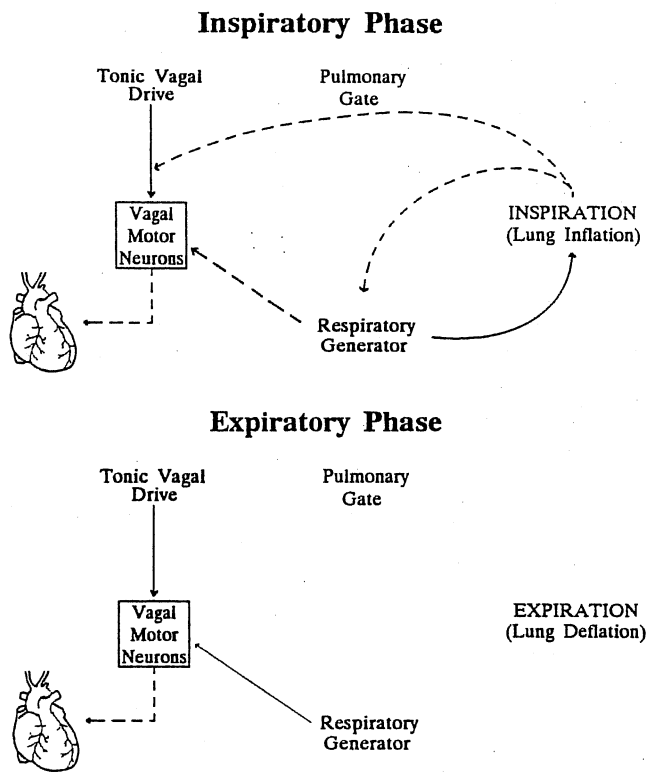 Inspiratory Phase
Tonic Vagal
Drive
Pulmonary
Gate
Vagal
Motor
Neurons
INSPIRATION
(Lung Inflation)
Respiratory
Generator
Expiratory Phase
Tonic Vagal
Drive
Pulmonary
Gate
Vagal
Motor
Neurons
EXPIRATION
(Lung Deflation)
Respiratory
Generator